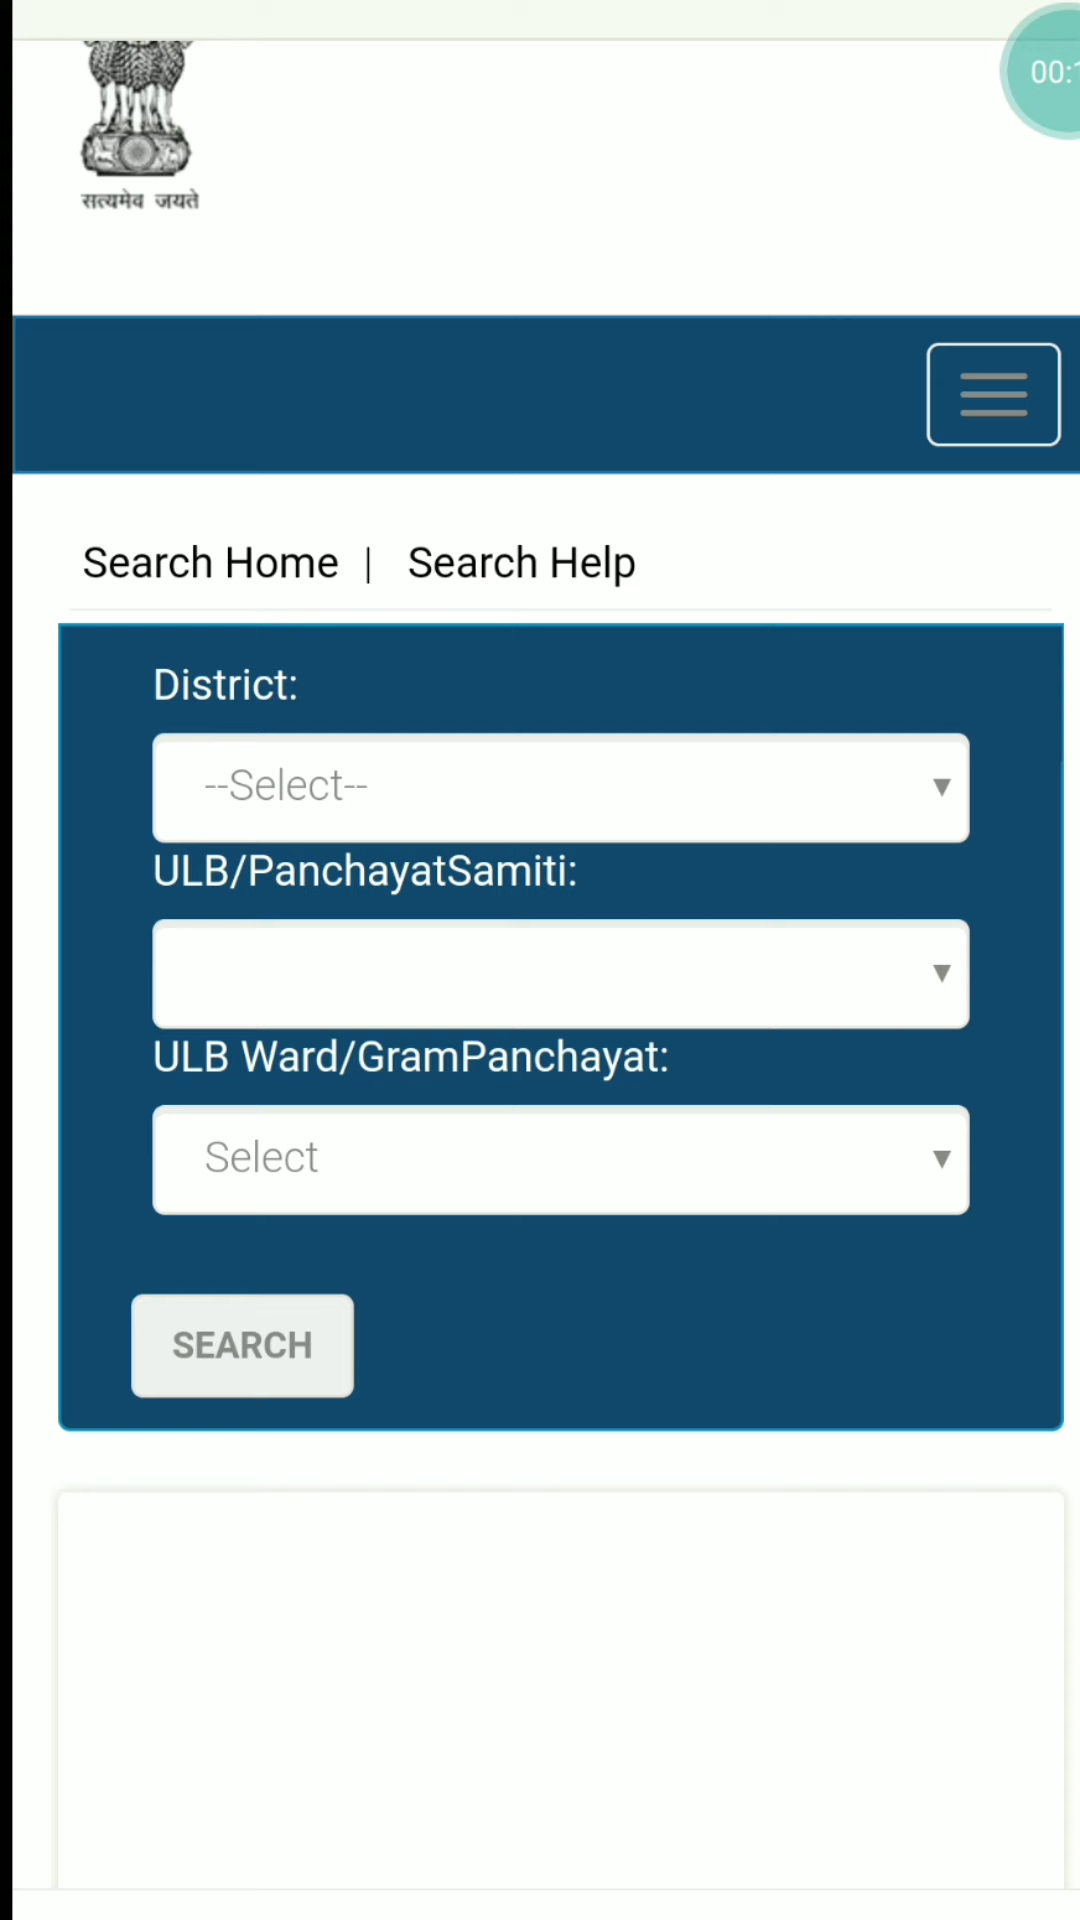 00:
सत्यमेव जयते
Search Home | Search Help
District:
--Select--
ULB/PanchayatSamiti:
ULB Ward/GramPanchayat:
Select
SEARCH